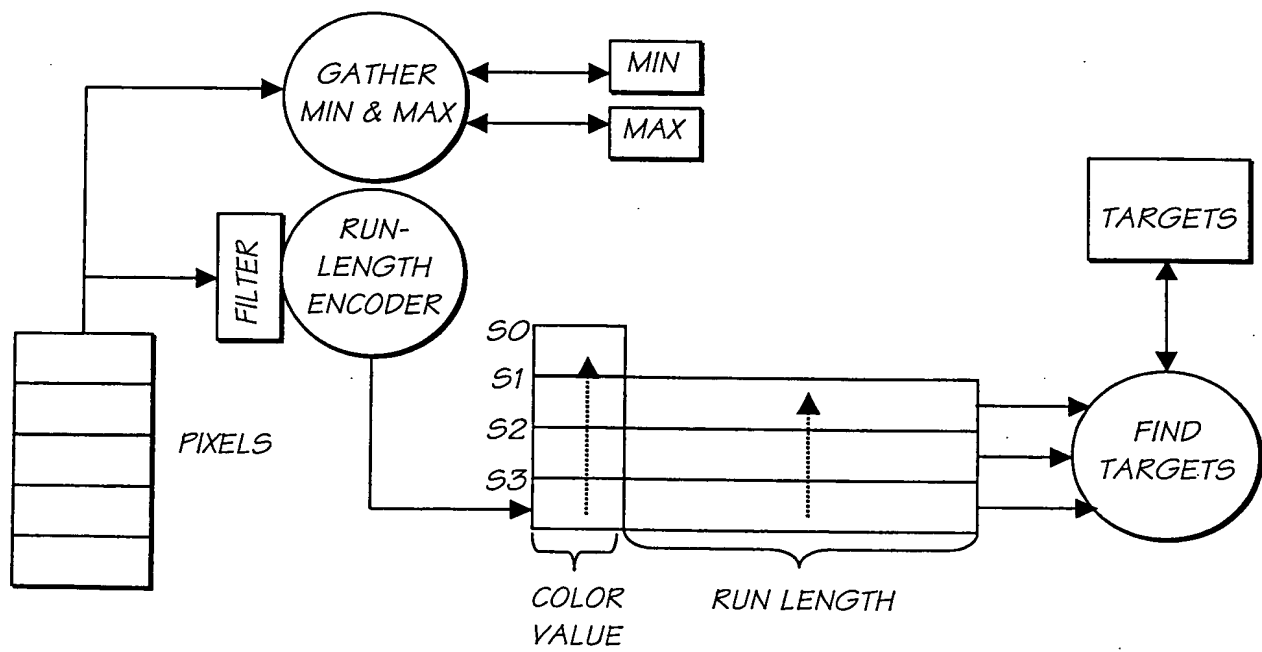 GATHER
MIN & MAX
MIN
MAX
FILTER
RUN-
LENGTH
ENCODER
TARGETS
PIXELS
S0
S1
S2
S3
FIND
TARGETS
COLOR
VALUE
RUN LENGTH